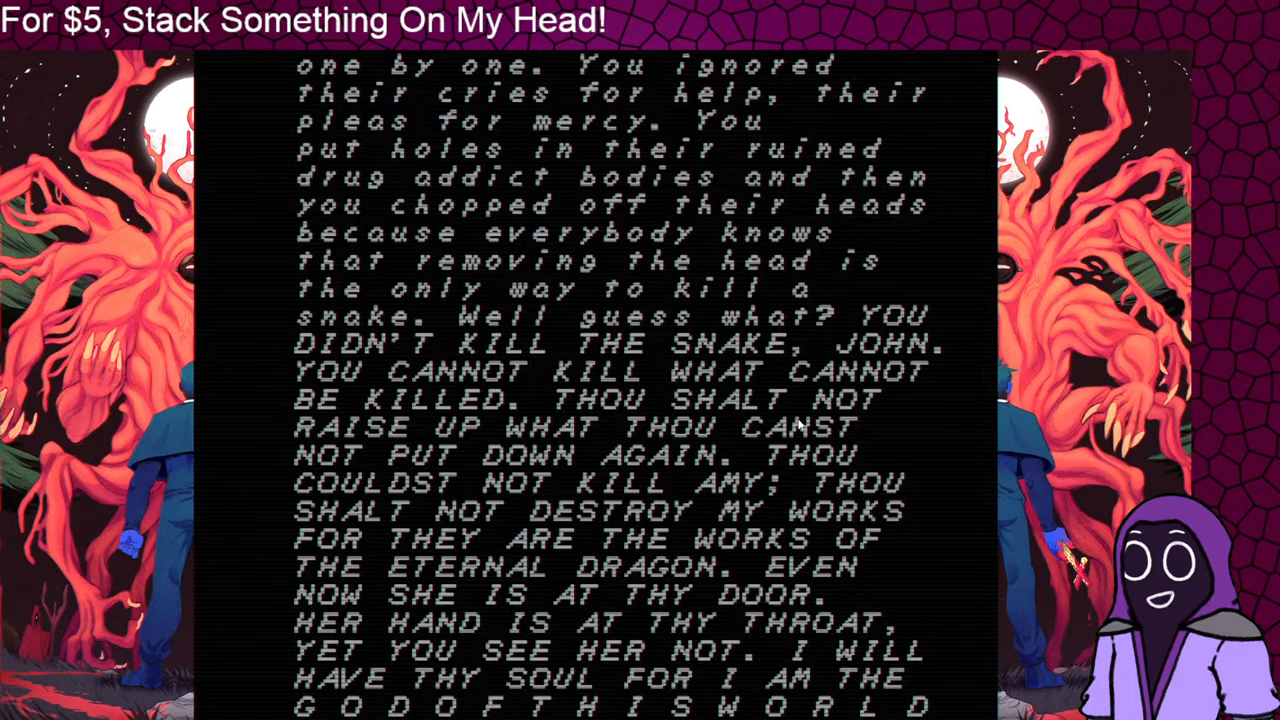 For $5, Stack Something On My Head!
one by one. You ignored
their cries for help, their
pleas for mercy. You
put holes in their ruined
drug addict bodies and then
you chopped off their heads
because everybody knows
that removing the head is
the only way to kill a
snake. Well guess what? YOU
DIDN'T KILL THE SNAKE, JOHN.
YOU CANNOT KILL WHAT CANNOT
BE KILLED. THOU SHALT NOT
RAISE UP WHAT THOU CANST
NOT PUT DOWN AGAIN. THOU
COULDST NOT KILL AMY; THOU
SHALT NOT DESTROY MY WORKS
FOR THEY ARE THE WORKS OF
THE ETERNAL DRAGON. EVEN
NOW SHE IS AT THY DOOR.
HER HAND IS AT THY THROAT,
YET YOU SEE HER NOT. I WILL
HAVE THY SOUL FOR I AM THE
G O D O F T H I S W O R L D